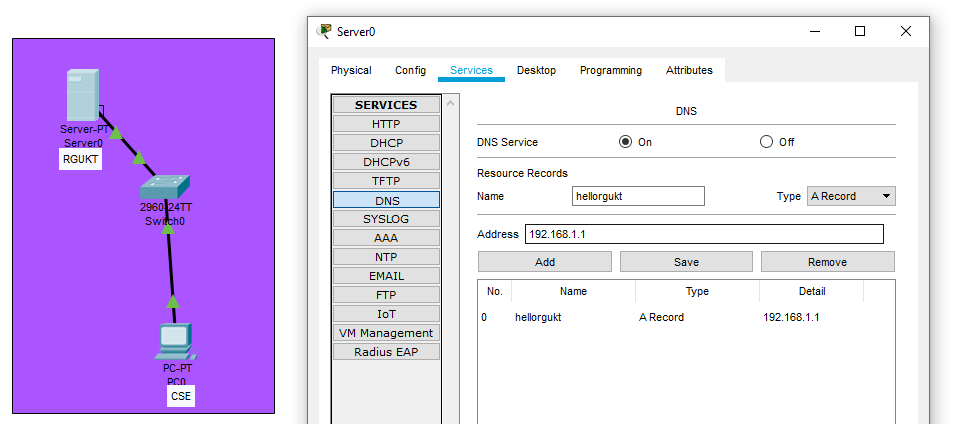 Server-PT
Server0
RGUKT
2960-24TT
Switch0
PC-PT
PC0
CSE
Server0
Physical Config Services Desktop Programming Attributes
SERVICES
HTTP
DHCP
DHCPv6
TFTP
DNS
SYSLOG
AAA
NTP
EMAIL
FTP
IoT
VM Management
Radius EAP
DNS
DNS Service On Off
Resource Records
Name hellorgukt Type A Record
Address 192.168.1.1
Add Save Remove
No. Name Type Detail
0 hellorgukt A Record 192.168.1.1